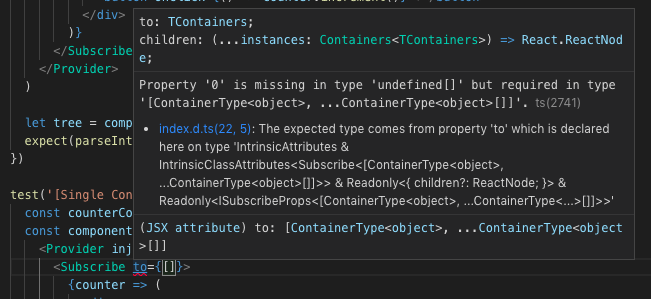 to: TContainers;
children: (...instances: Containers<TContainers>) => React.ReactNod
e;
</div>
)}
</Subscribe
</Provider>
)
Property '0' is missing in type 'undefined[]' but required in type
'[ContainerType<object>, ...ContainerType<object>[]]'. ts(2741)
• index.d.ts(22, 5): The expected type comes from property 'to' which is declared
here on type 'IntrinsicAttributes &
IntrinsicClassAttributes<Subscribe<[ContainerType<object>,
...ContainerType<object>[]]>> & Readonly<{ children?: ReactNode; }> &
Readonly<ISubscribeProps<[ContainerType<object>, ...ContainerType<...>[]]>>'
(JSX attribute) to: [ContainerType<object>, ...ContainerType<object
>[]]
let tree = comp
expect(parseInt
})
test('[Single Con
const counterCo
const component
<Provider inj
<Subscribe to={[]}>
{counter => (